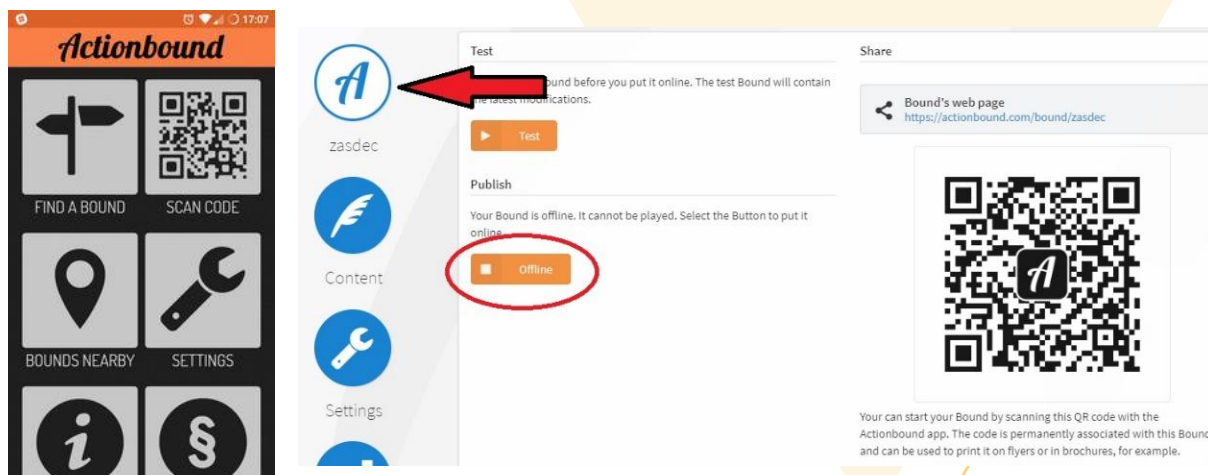 17:07
Actionbound
FIND A BOUND
SCAN CODE
BOUNDS NEARBY
SETTINGS
i
§
A
zasdec
Content
Settings
Test
ound before you put it online. The test Bound will contain
the latest modifications.
Test
Publish
Your Bound is offline. It cannot be played. Select the Button to put it
online.
Offline
Share
Bound's web page
https://actionbound.com/bound/zasdec
A
Your can start your Bound by scanning this QR code with the
Actionbound app. The code is permanently associated with this Bound
and can be used to print it on flyers or in brochures, for example.